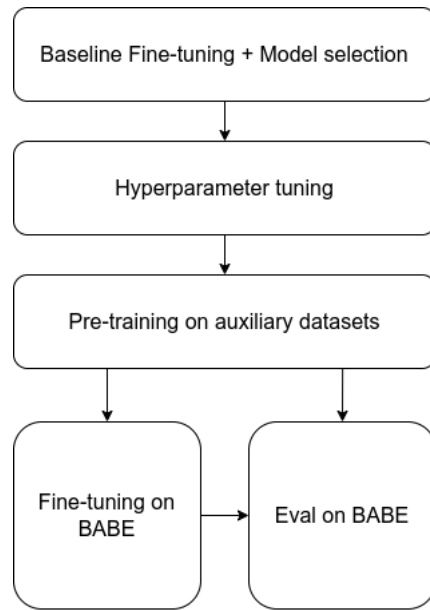 Baseline Fine-tuning + Model selection
Hyperparameter tuning
Pre-training on auxiliary datasets
Fine-tuning on
BABE
Eval on BABE